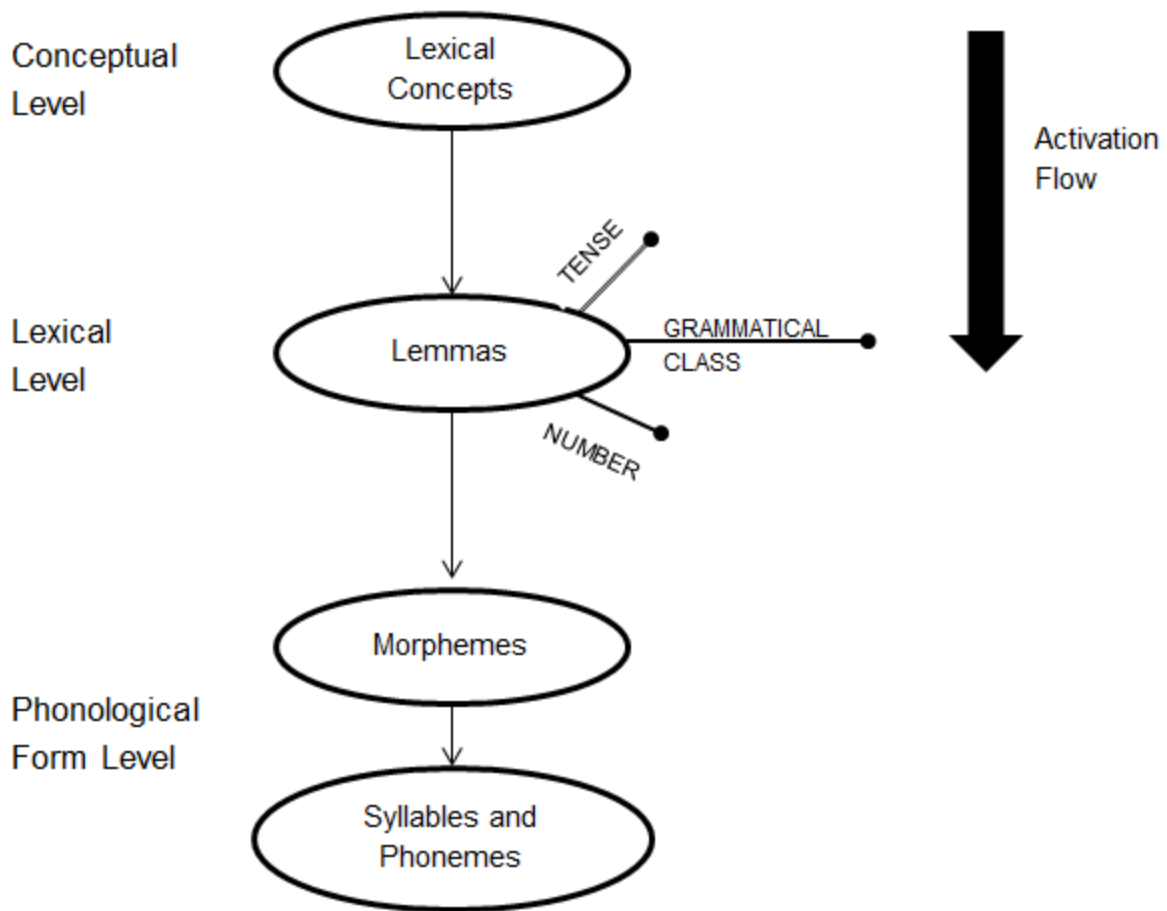 Conceptual
Level
Lexical
Concepts
Activation
Flow
TENSE
Lexical
Level
Lemmas
GRAMMATICAL
CLASS
NUMBER
Morphemes
Phonological
Form Level
Syllables and
Phonemes